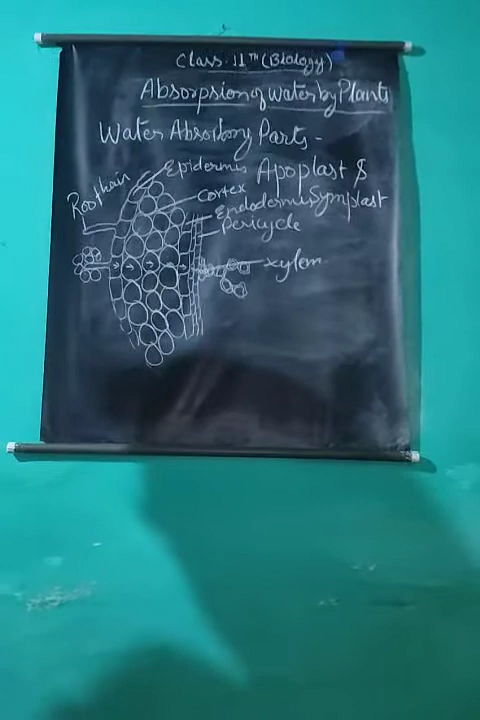 Class. 11th (Biology)
Absorpsion of water by Plants
Water Absorbing Parts -
Root hair
Epidermis
Apoplast &
Symplast
Cortex
Endodermis
Pericycle
xylem